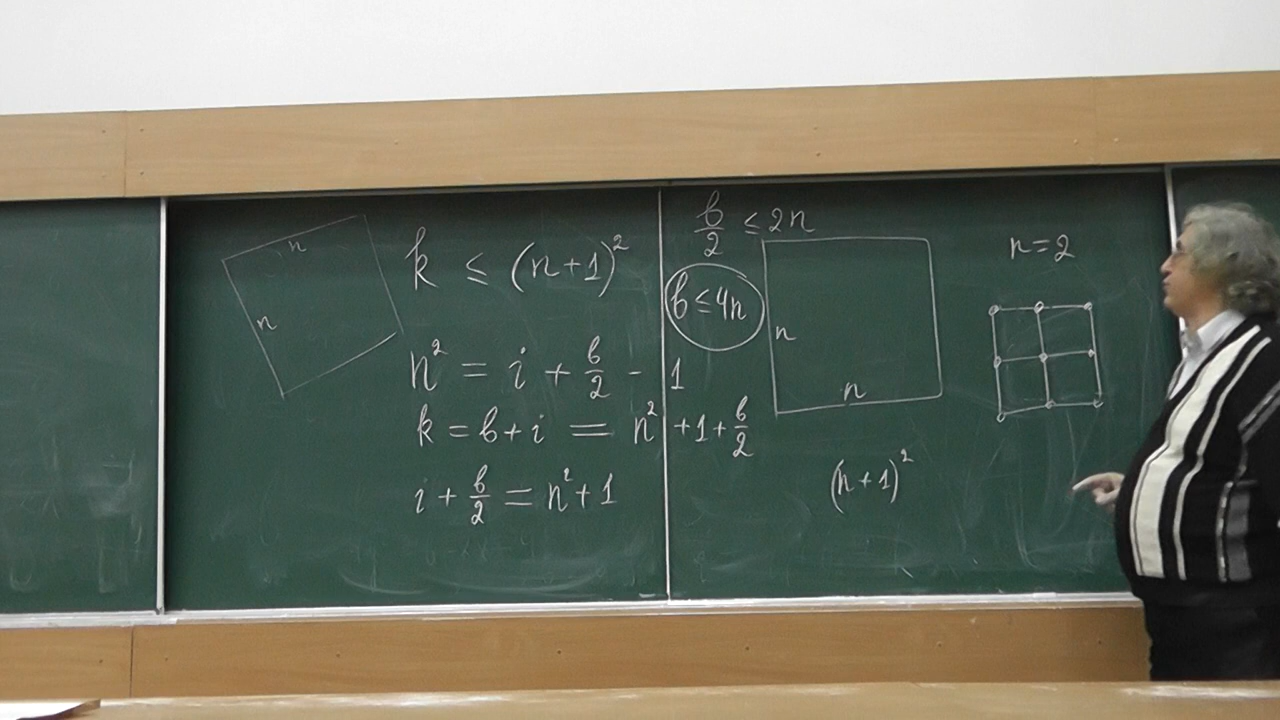 n
n
k ≤ (n+1)²
n² = i + b/2 - 1
k = b+i = n² +1+ b/2
i + b/2 = n²+1
b/2 ≤ 2n
b ≤ 4n
n
n
(n+1)²
n=2